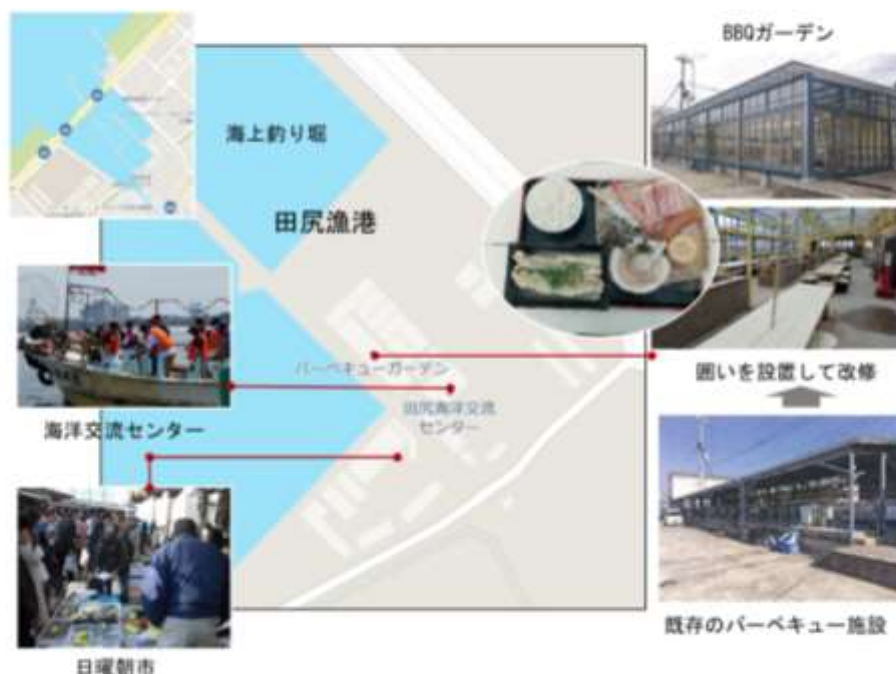 BBQガーデン
海上釣り堀
田尻漁港
バーベキューガーデン
田尻海洋交流
センター
囲いを設置して改修
海洋交流センター
既存のバーベキュー施設
日曜朝市